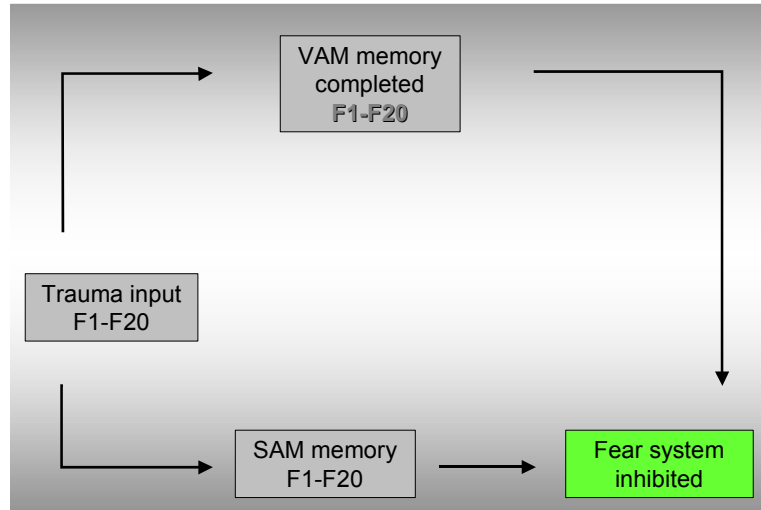 VAM memory
completed
F1-F20
Trauma input
F1-F20
SAM memory
F1-F20
Fear system
inhibited